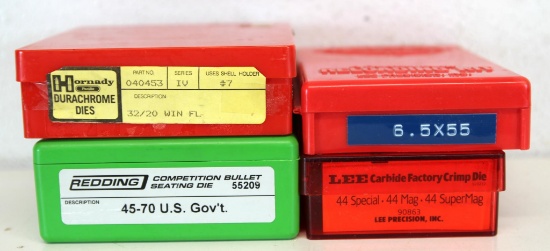 Hornady
DURACHROME
DIES
PART NO.
040453
SERIES
IV
USES SHELL HOLDER
#7
DESCRIPTION
32/20 WIN FL
6.5X55
REDDING
COMPETITION BULLET
SEATING DIE 55209
DESCRIPTION
45-70 U.S. Gov't.
LEE Carbide Factory Crimp Die
44 Special • 44 Mag • 44 SuperMag
90863
LEE PRECISION, INC.